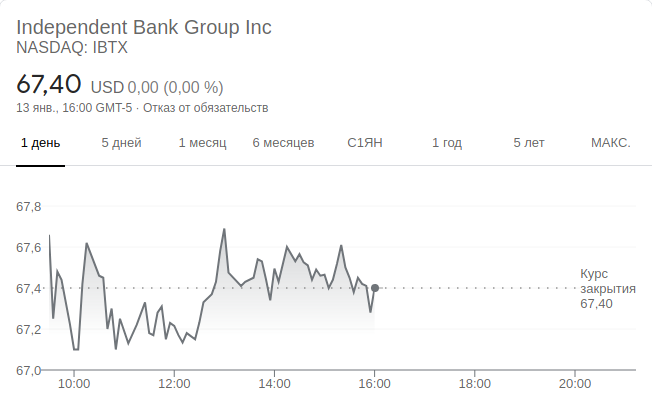 Independent Bank Group Inc
NASDAQ: IBTX
67,40 USD 0,00 (0,00 %)
13 янв., 16:00 GMT-5 · Отказ от обязательств
1 день 5 дней 1 месяц 6 месяцев С1ЯН 1 год 5 лет МАКС.
67,8
67,6
67,4
67,2
67,0
Курс
закрытия
67,40
10:00 12:00 14:00 16:00 18:00 20:00